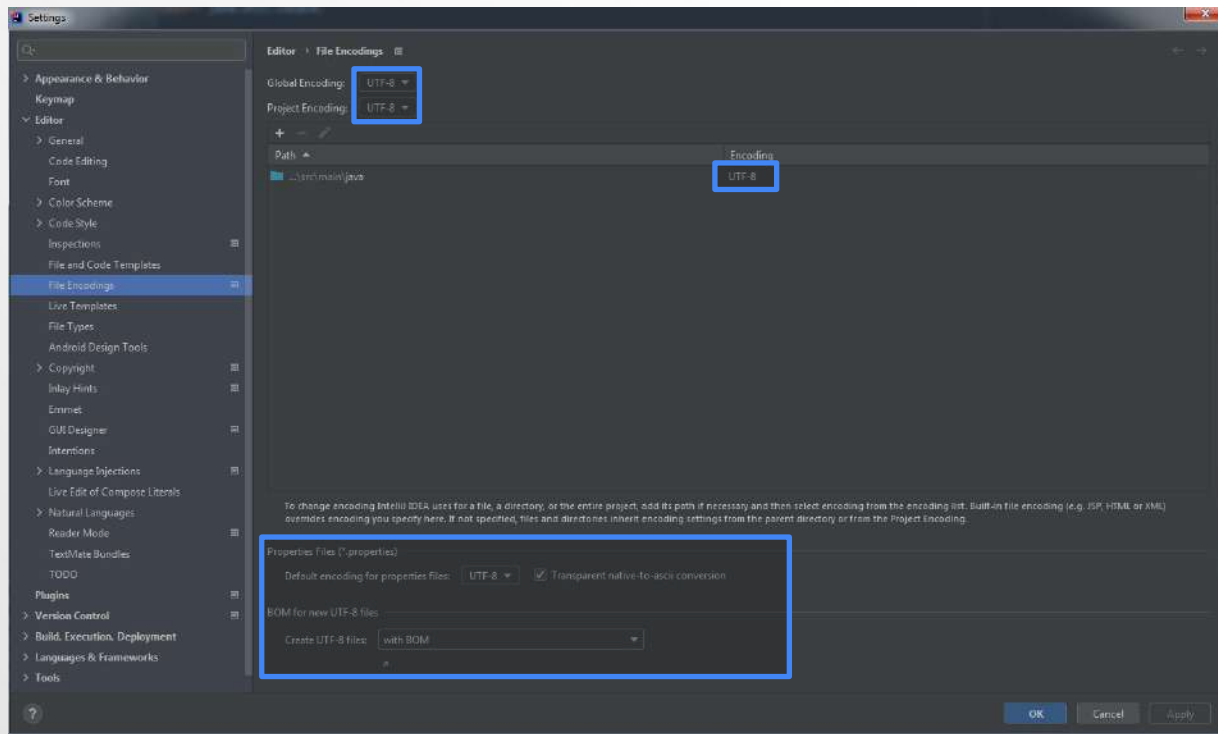 Settings
Appearance & Behavior
Keymap
Editor
General
Code Editing
Font
Color Scheme
Code Style
Inspections
File and Code Templates
File Encodings
Live Templates
File Types
Android Design Tools
Copyright
Inlay Hints
Emmet
GUI Designer
Intentions
Language Injections
Live Edit of Compose Literals
Natural Languages
Reader Mode
TextMate Bundles
TODO
Plugins
Version Control
Build, Execution, Deployment
Languages & Frameworks
Tools
?
Editor › File Encodings
Global Encoding: UTF-8
Project Encoding: UTF-8
Path Encoding
...\src\main\java UTF-8
To change encoding IntelliJ IDEA uses for a file, a directory, or the entire project, add its path if necessary and then select encoding from the encoding list. Built-in file encoding (e.g. JSP, HTML or XML)
overrides encoding you specify here. If not specified, files and directories inherit encoding settings from the parent directory or from the Project Encoding.
Properties Files (*.properties)
Default encoding for properties files: UTF-8 Transparent native-to-ascii conversion
BOM for new UTF-8 files
Create UTF-8 files: with BOM
OK Cancel Apply